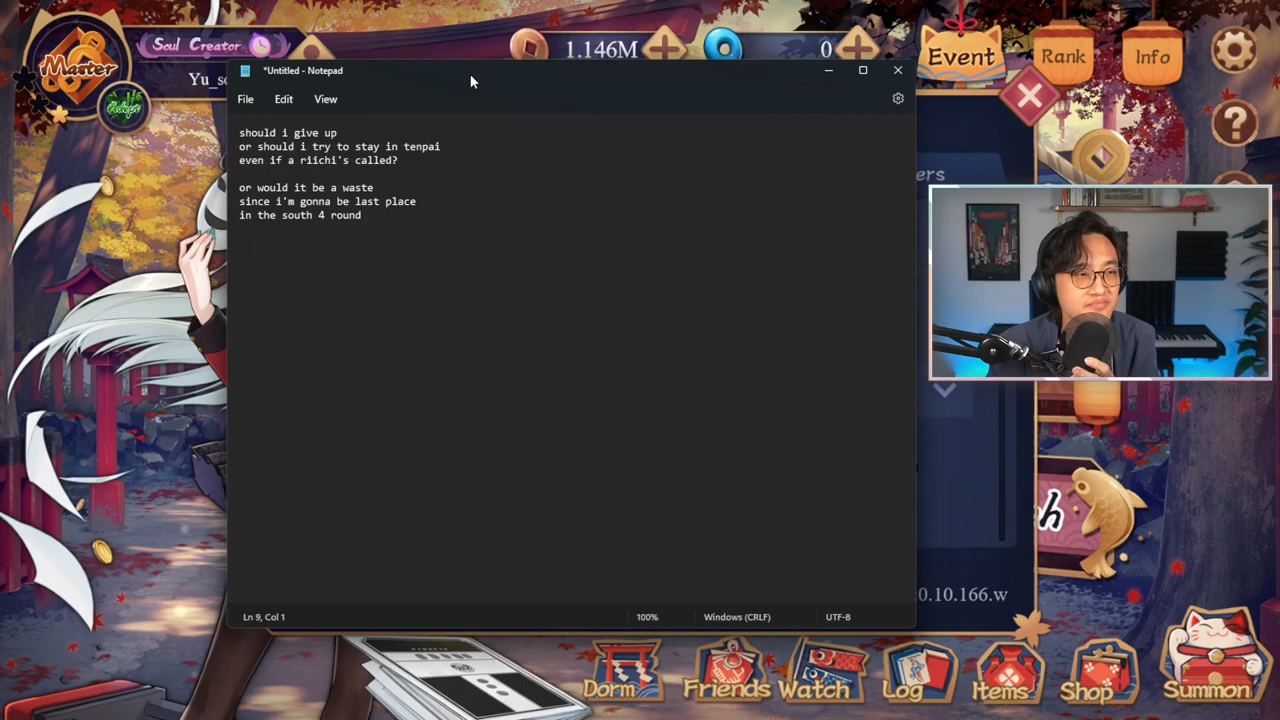 Master
Soul Creator
Adept
1.146M
0
Event
Rank
Info
*Untitled - Notepad
File
Edit
View
should i give up
or should i try to stay in tenpai
even if a riichi's called?
or would it be a waste
since i'm gonna be last place
in the south 4 round
ers
h
0.10.166.w
Ln 9, Col 1
100%
Windows (CRLF)
UTF-8
Dorm
Friends
Watch
Log
Items
Shop
Summon